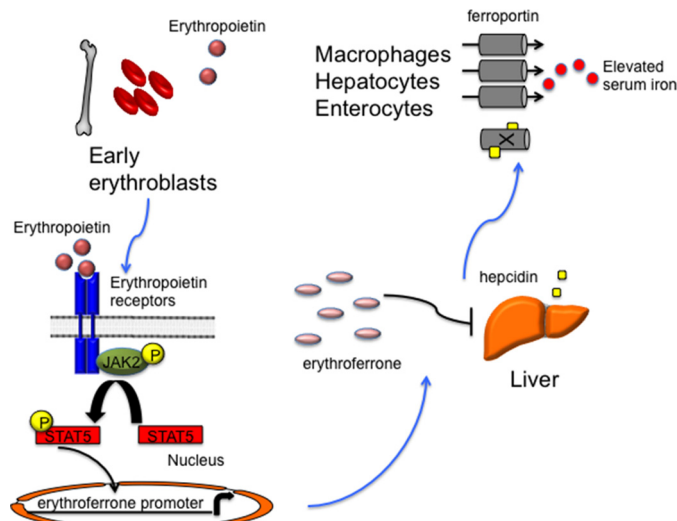 Erythropoietin
Early
erythroblasts
Erythropoietin
Erythropoietin
receptors
JAK2
P
P
STAT5
STAT5
Nucleus
erythroferrone promoter
erythroferrone
hepcidin
Liver
ferroportin
Macrophages
Hepatocytes
Enterocytes
Elevated
serum iron
X